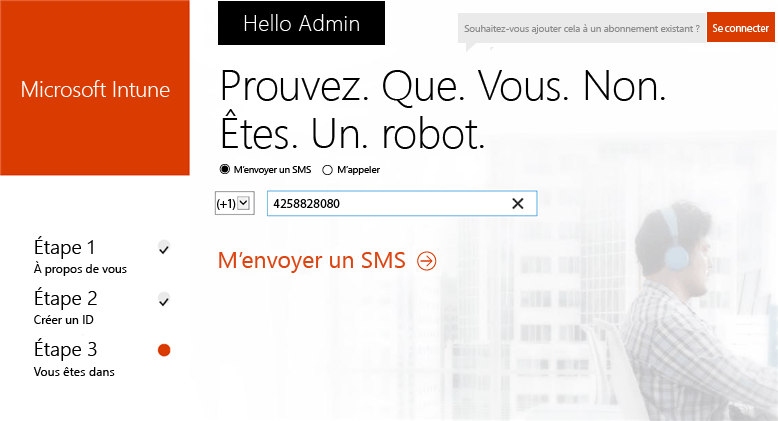 Hello Admin
Souhaitez-vous ajouter cela à un abonnement existant ?
Se connecter
Microsoft Intune
Prouvez. Que. Vous. Non.
Êtes. Un. robot.
M'envoyer un SMS
M'appeler
(+1)
4258828080
M'envoyer un SMS
Étape 1
À propos de vous
Étape 2
Créer un ID
Étape 3
Vous êtes dans